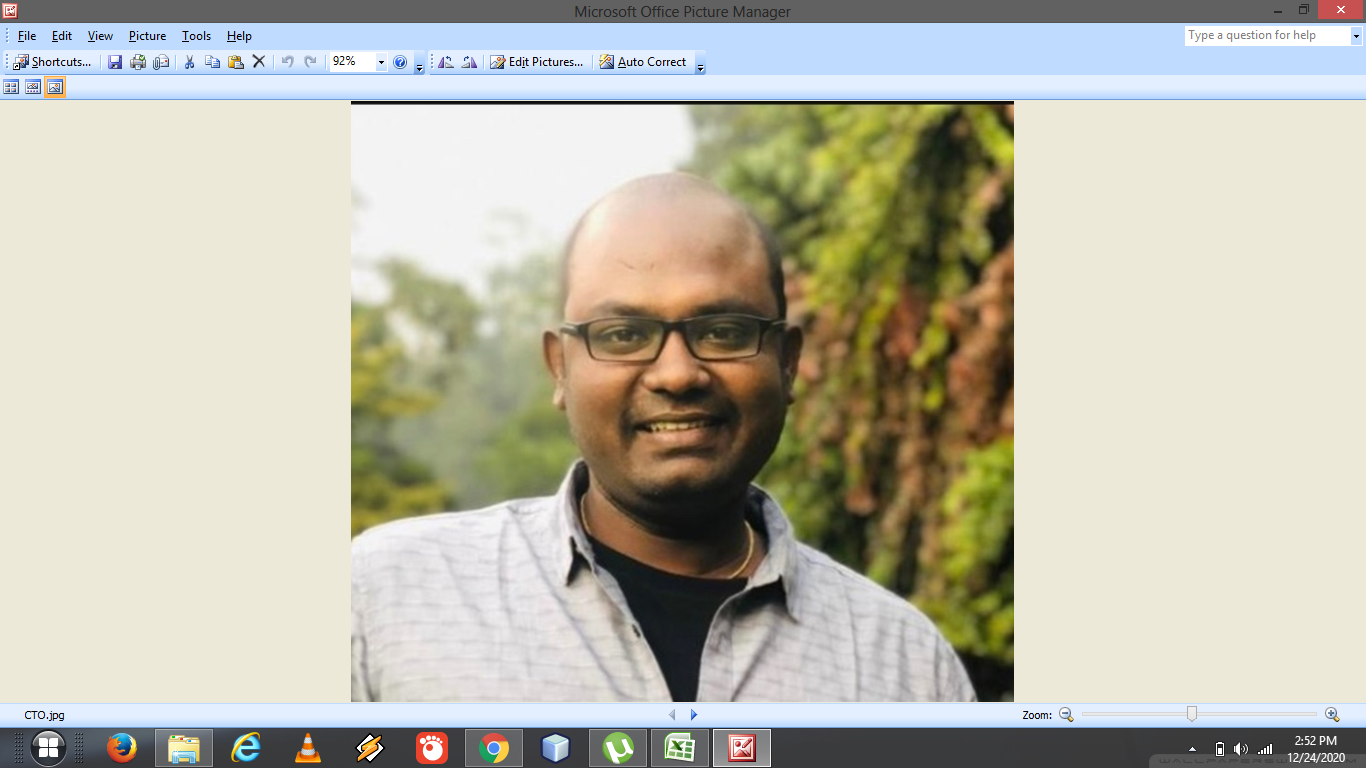 Microsoft Office Picture Manager
File Edit View Picture Tools Help
Type a question for help
Shortcuts... 92% Edit Pictures... Auto Correct
CTO.jpg
Zoom:
2:52 PM
12/24/2020